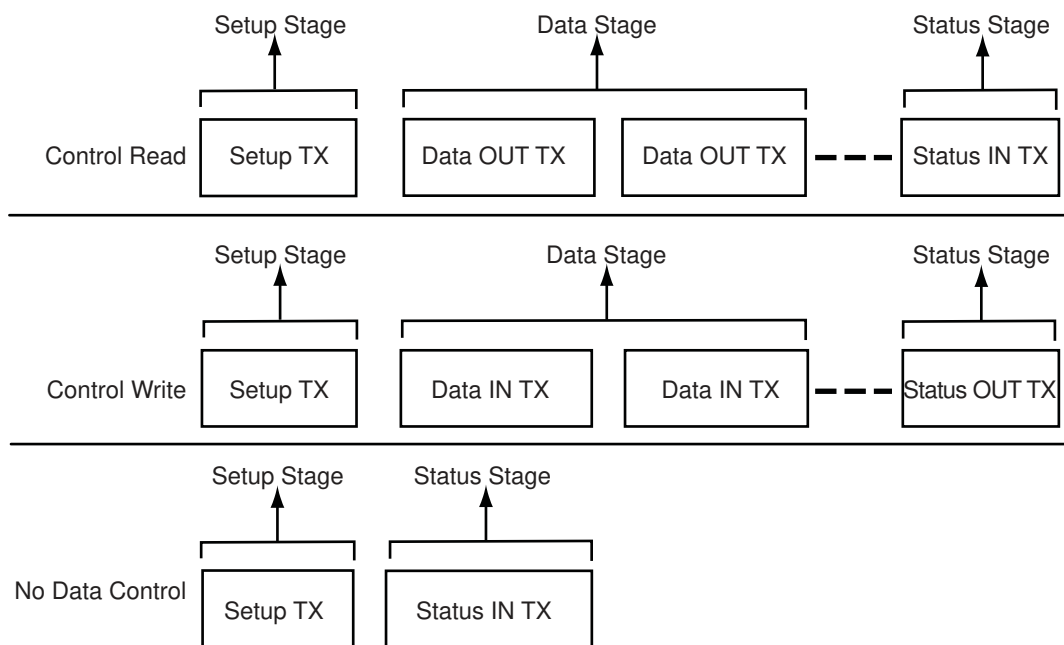 Setup Stage Data Stage Status Stage
Control Read Setup TX Data OUT TX Data OUT TX Status IN TX
Setup Stage Data Stage Status Stage
Control Write Setup TX Data IN TX Data IN TX Status OUT TX
Setup Stage Status Stage
No Data Control Setup TX Status IN TX